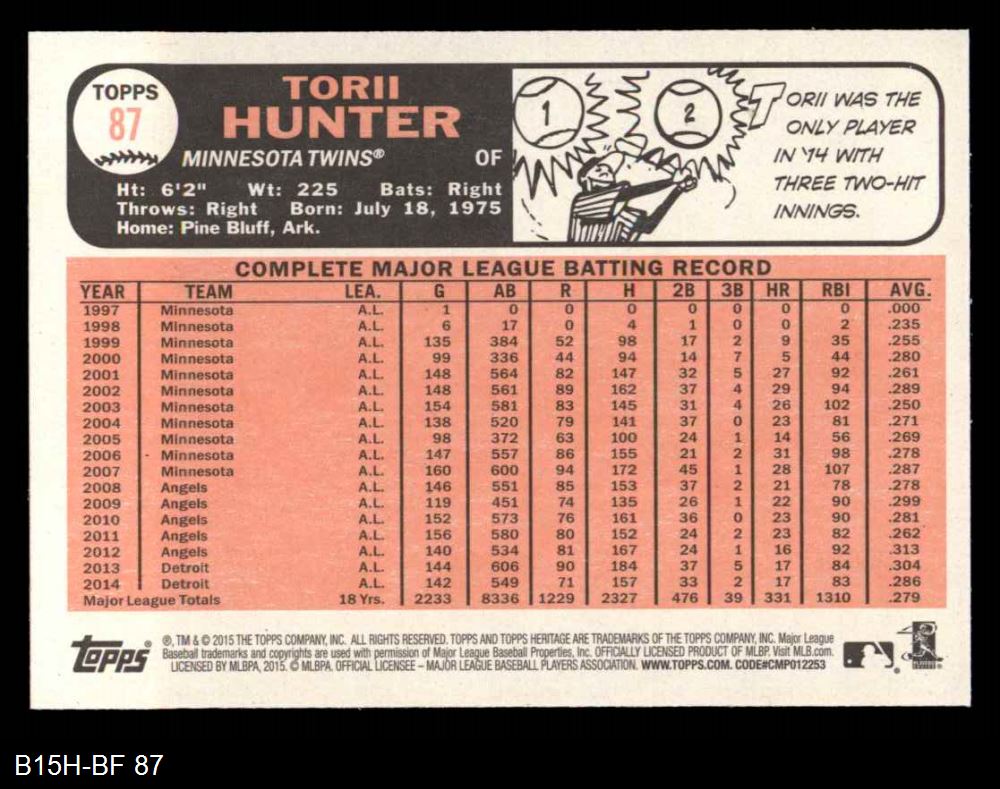 TOPPS
87
TORII
HUNTER
MINNESOTA TWINS® OF
Ht: 6'2" Wt: 225 Bats: Right
Throws: Right Born: July 18, 1975
Home: Pine Bluff, Ark.
1
2
TORII WAS THE
ONLY PLAYER
IN '14 WITH
THREE TWO-HIT
INNINGS.
COMPLETE MAJOR LEAGUE BATTING RECORD
YEAR TEAM LEA. G AB R H 2B 3B HR RBI AVG.
1997 Minnesota A.L. 1 0 0 0 0 0 0 0 .000
1998 Minnesota A.L. 6 17 0 4 1 0 0 2 .235
1999 Minnesota A.L. 135 384 52 98 17 2 9 35 .255
2000 Minnesota A.L. 99 336 44 94 14 7 5 44 .280
2001 Minnesota A.L. 148 564 82 147 32 5 27 92 .261
2002 Minnesota A.L. 148 561 89 162 37 4 29 94 .289
2003 Minnesota A.L. 154 581 83 145 31 4 26 102 .250
2004 Minnesota A.L. 138 520 79 141 37 0 23 81 .271
2005 Minnesota A.L. 98 372 63 100 24 1 14 56 .269
2006 Minnesota A.L. 147 557 86 155 21 2 31 98 .278
2007 Minnesota A.L. 160 600 94 172 45 1 28 107 .287
2008 Angels A.L. 146 551 85 153 37 2 21 78 .278
2009 Angels A.L. 119 451 74 135 26 1 22 90 .299
2010 Angels A.L. 152 573 76 161 36 0 23 90 .281
2011 Angels A.L. 156 580 80 152 24 2 23 82 .262
2012 Angels A.L. 140 534 81 167 24 1 16 92 .313
2013 Detroit A.L. 144 606 90 184 37 5 17 84 .304
2014 Detroit A.L. 142 549 71 157 33 2 17 83 .286
Major League Totals 18 Yrs. 2233 8336 1229 2327 476 39 331 1310 .279
Topps
®, TM & © 2015 THE TOPPS COMPANY, INC. ALL RIGHTS RESERVED. TOPPS AND TOPPS HERITAGE ARE TRADEMARKS OF THE TOPPS COMPANY, INC. Major League
Baseball trademarks and copyrights are used with permission of Major League Baseball Properties, Inc. OFFICIALLY LICENSED PRODUCT OF MLBP. Visit MLB.com.
LICENSED BY MLBPA, 2015. © MLBPA. OFFICIAL LICENSEE – MAJOR LEAGUE BASEBALL PLAYERS ASSOCIATION. WWW.TOPPS.COM. CODE#CMP012253
B15H-BF 87